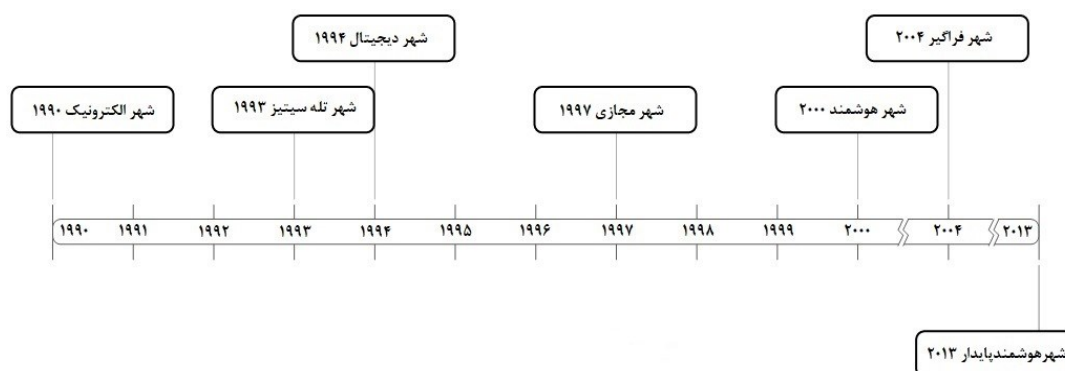 شهر دیجیتال ۱۹۹۴
شهر فراگیر ۲۰۰۴
شهر الکترونیک ۱۹۹۰
شهر تله سیتیز ۱۹۹۳
شهر مجازی ۱۹۹۷
شهر هوشمند ۲۰۰۰
۱۹۹۰ ۱۹۹۱ ۱۹۹۲ ۱۹۹۳ ۱۹۹۴ ۱۹۹۵ ۱۹۹۶ ۱۹۹۷ ۱۹۹۸ ۱۹۹۹ ۲۰۰۰ ۲۰۰۴ ۲۰۱۳
شهرهوشمندپایدار ۲۰۱۳